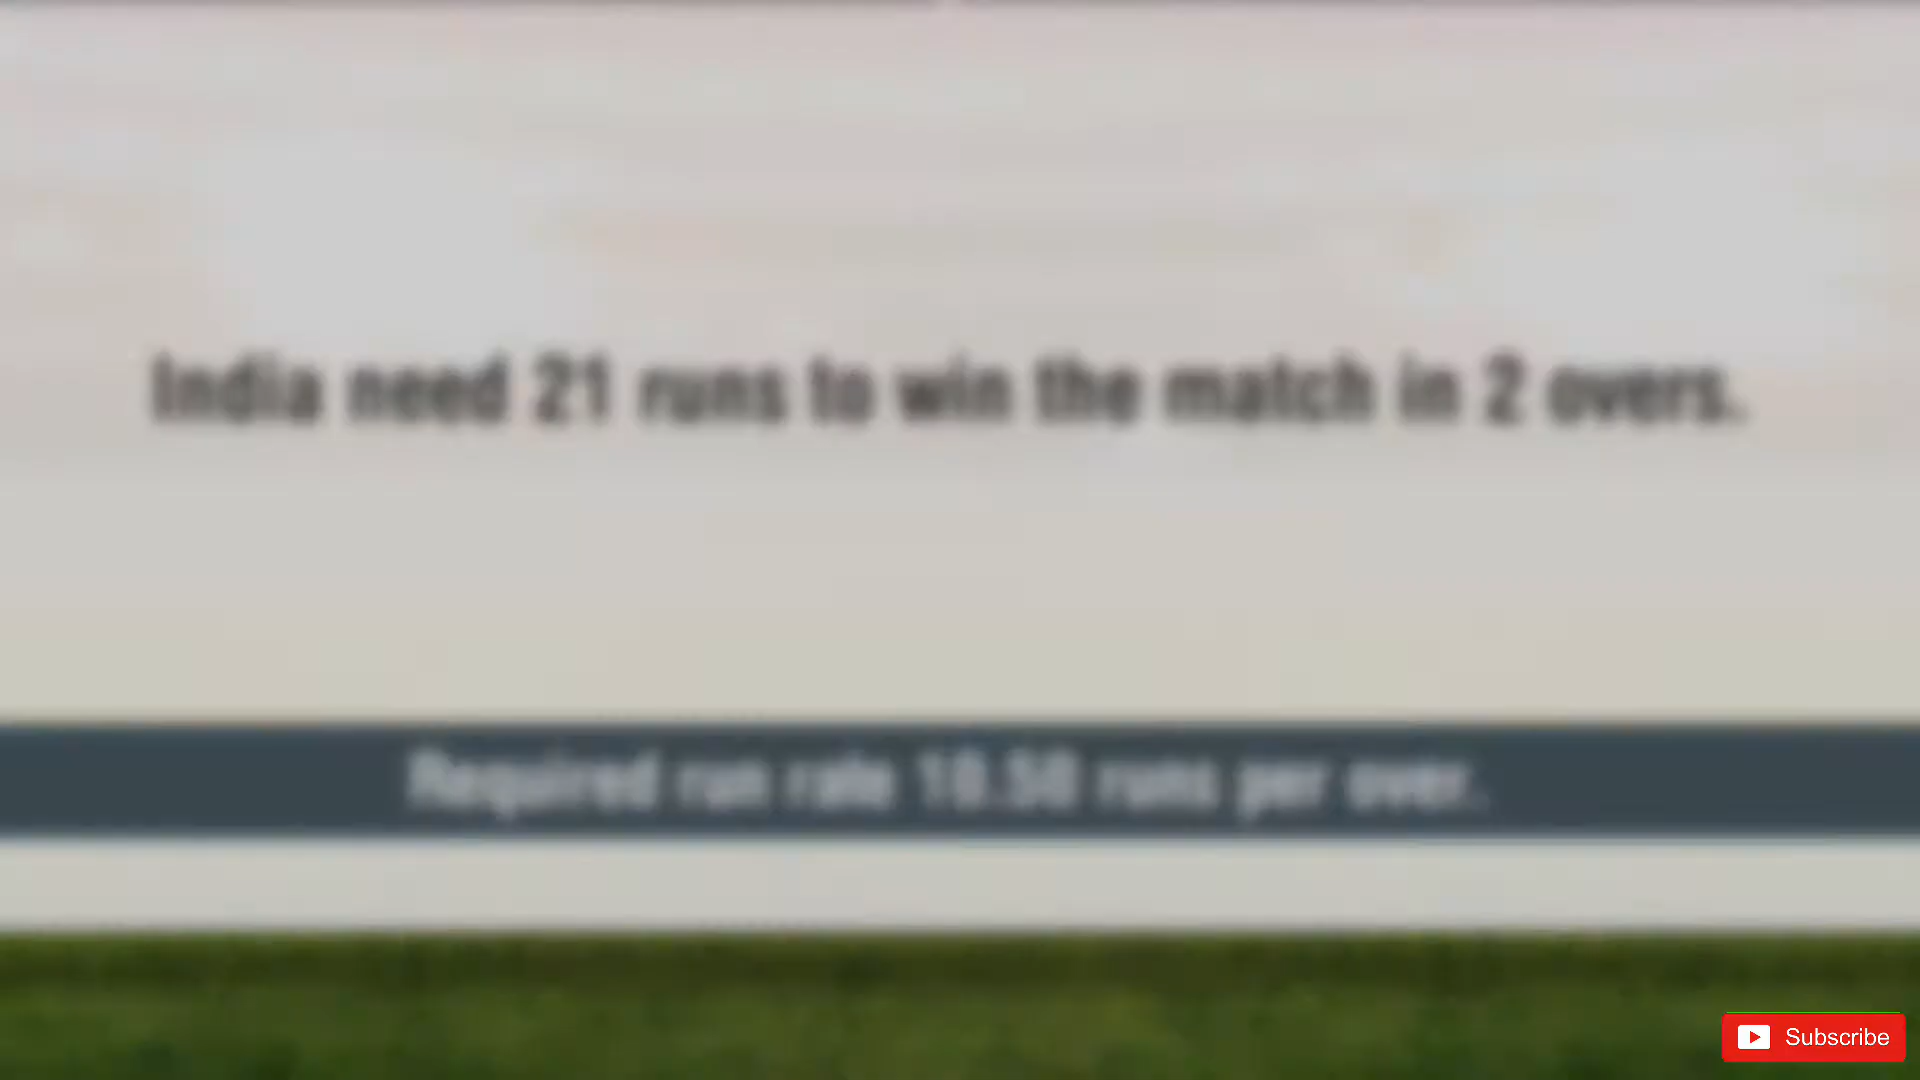 India need 21 runs to win the match in 2 overs.
Required run rate 10.50 runs per over.
Subscribe